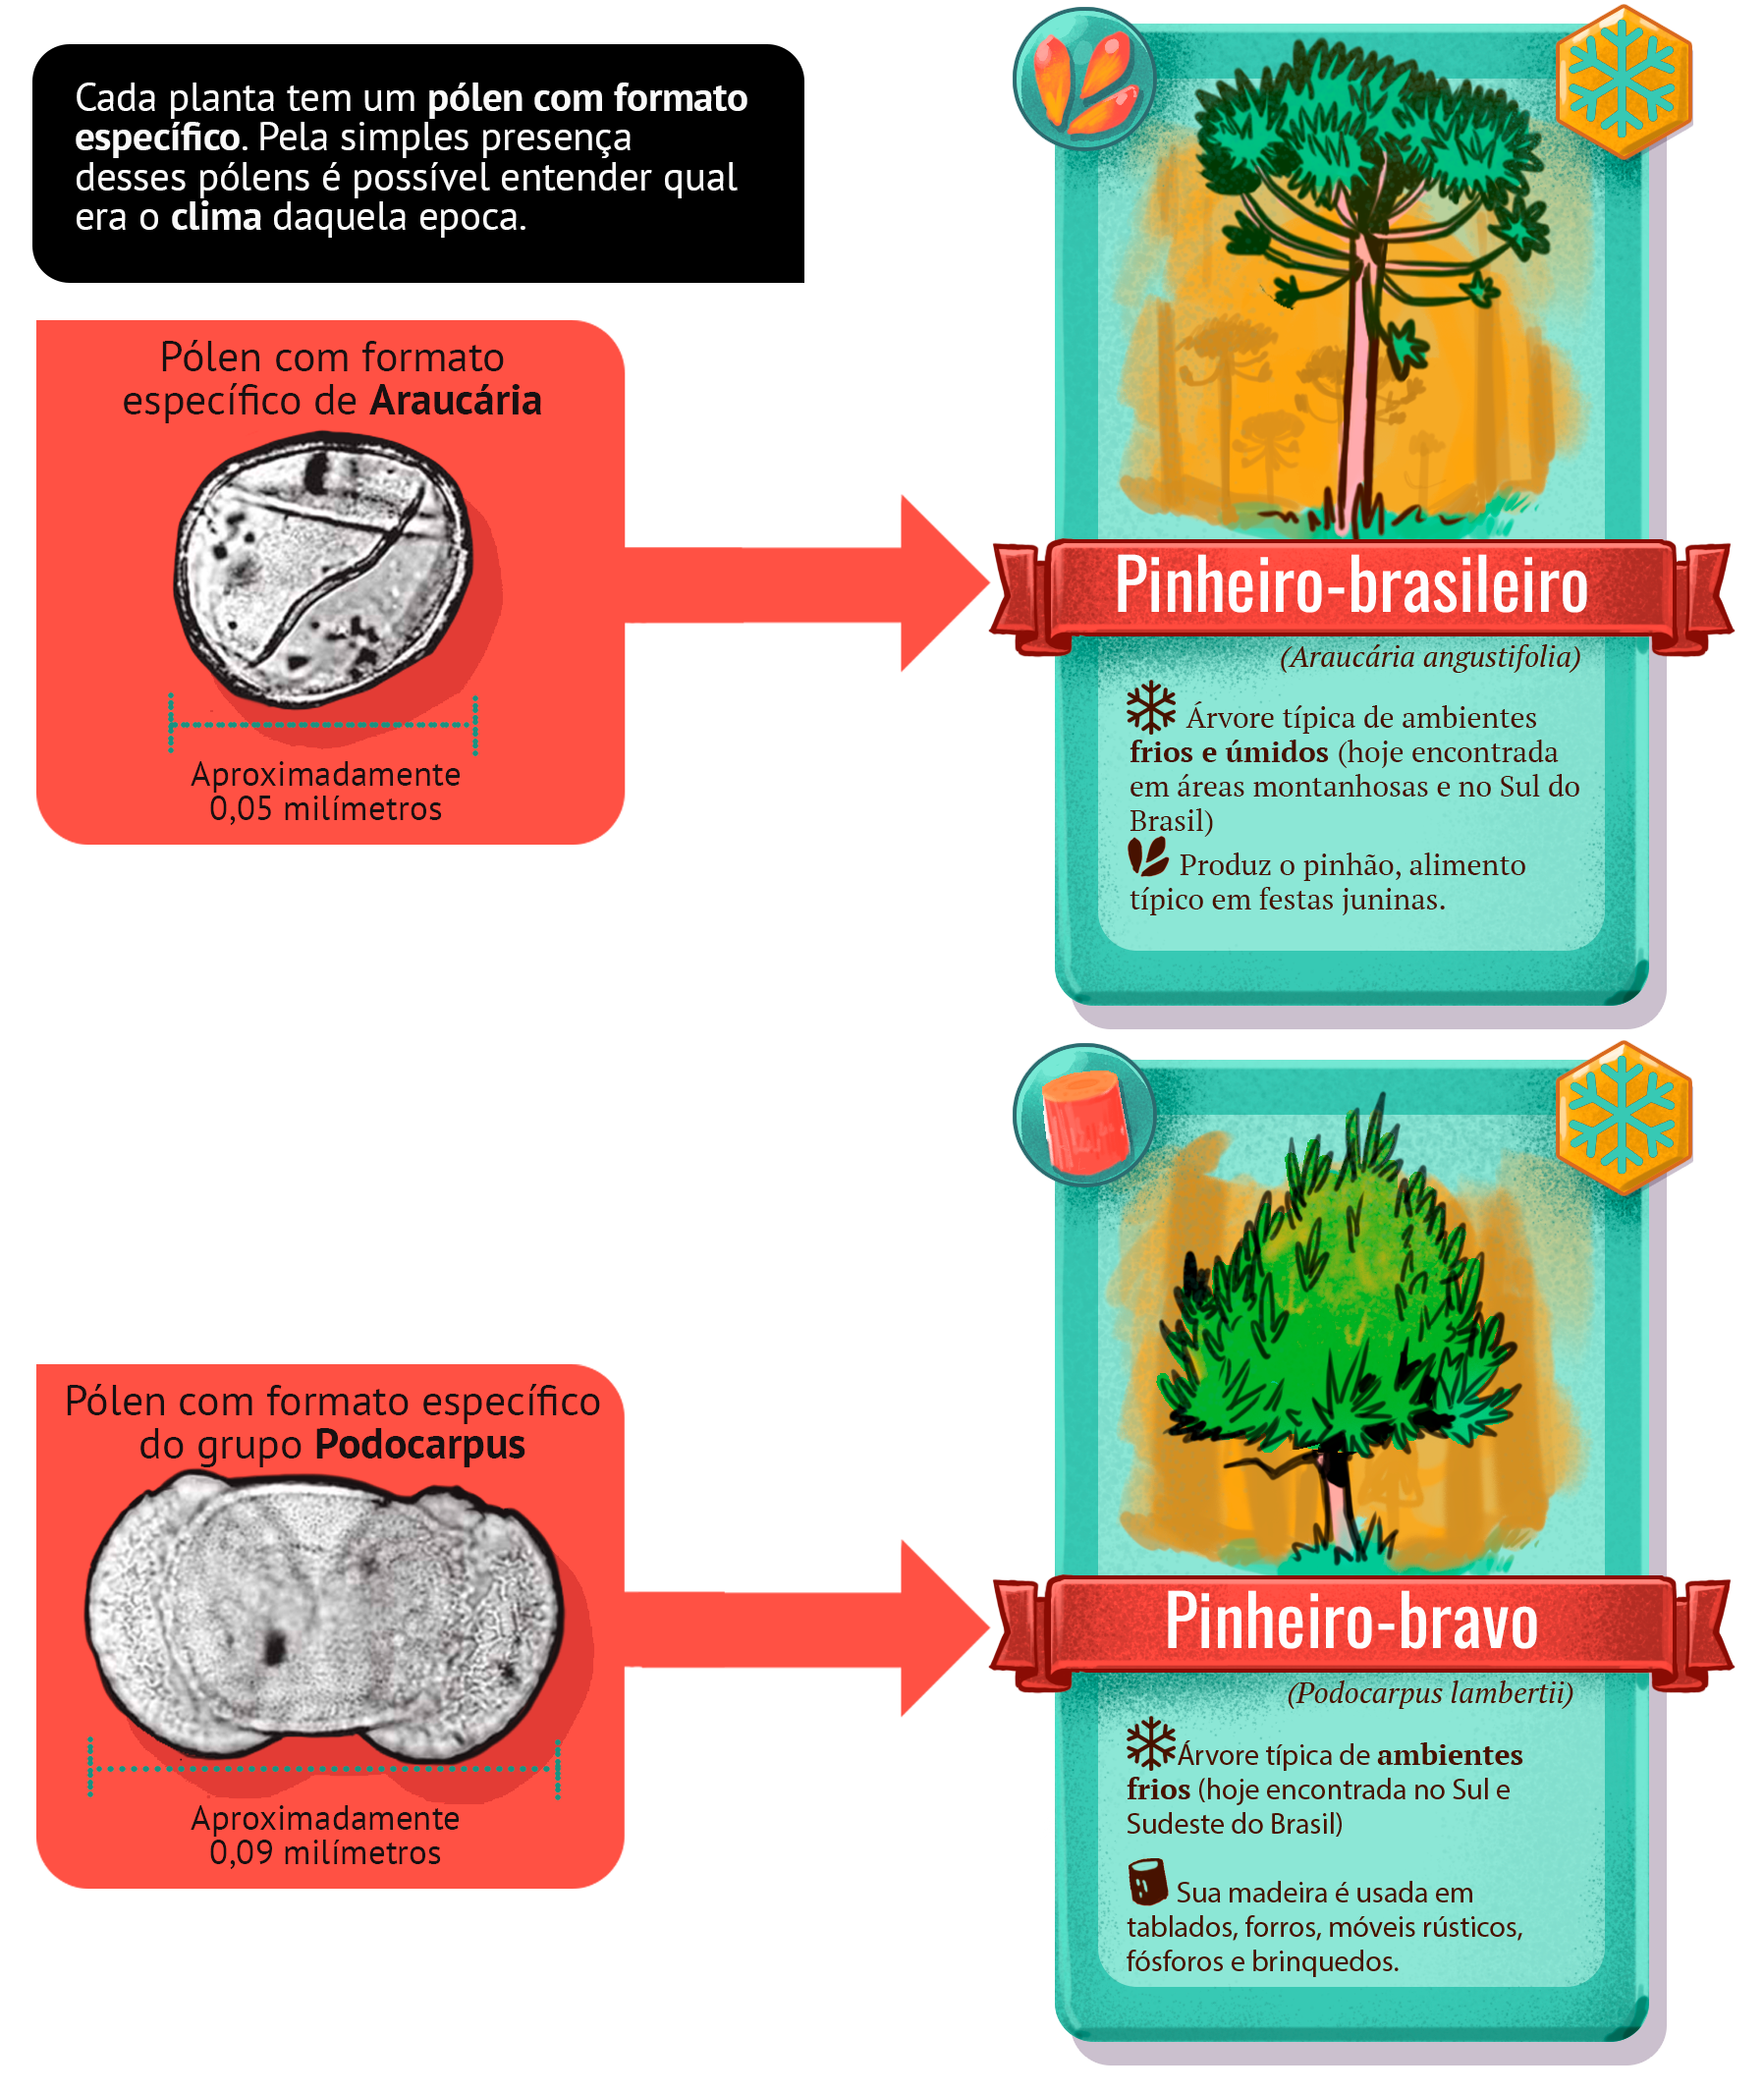 Cada planta tem um pólen com formato
específico. Pela simples presença
desses pólens é possível entender qual
era o clima daquela epoca.
Pólen com formato
específico de Araucária
Aproximadamente
0,05 milímetros
Pinheiro-brasileiro
(Araucária angustifolia)
Árvore típica de ambientes
frios e úmidos (hoje encontrada
em áreas montanhosas e no Sul do
Brasil)
Produz o pinhão, alimento
típico em festas juninas.
Pólen com formato específico
do grupo Podocarpus
Aproximadamente
0,09 milímetros
Pinheiro-bravo
(Podocarpus lambertii)
Árvore típica de ambientes
frios (hoje encontrada no Sul e
Sudeste do Brasil)
Sua madeira é usada em
tablados, forros, móveis rústicos,
fósforos e brinquedos.